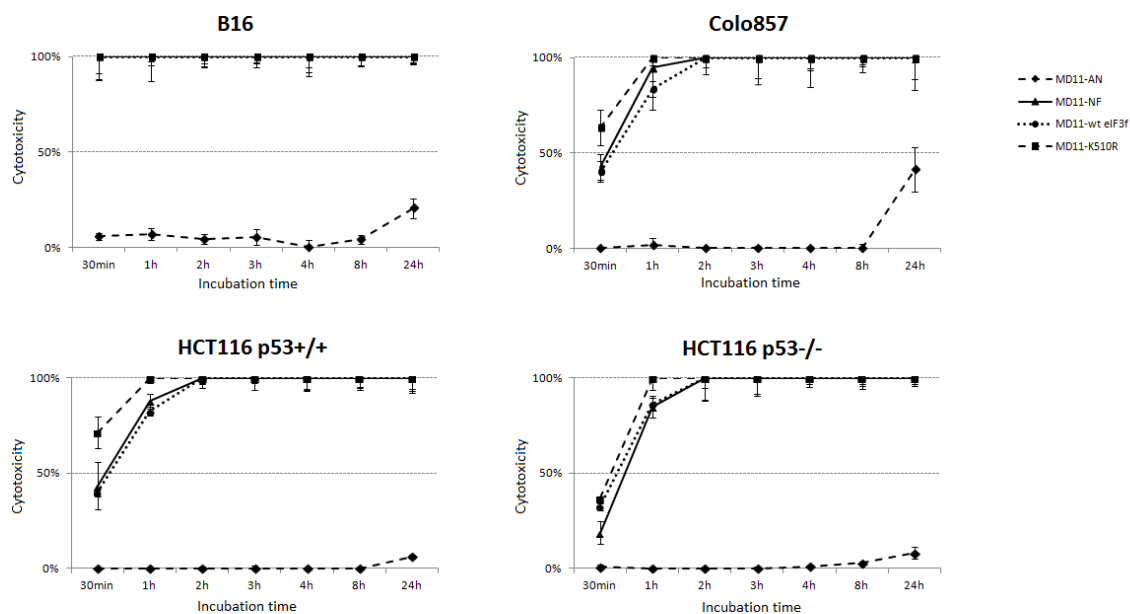 B16
100%
50%
0%
Cytotoxicity
30min 1h 2h 3h 4h 8h 24h
Incubation time
Colo857
100%
50%
0%
Cytotoxicity
30min 1h 2h 3h 4h 8h 24h
Incubation time
MD11-AN
MD11-NF
MD11-wt eIF3f
MD11-K510R
HCT116 p53+/+
100%
50%
0%
Cytotoxicity
30min 1h 2h 3h 4h 8h 24h
Incubation time
HCT116 p53-/-
100%
50%
0%
Cytotoxicity
30min 1h 2h 3h 4h 8h 24h
Incubation time